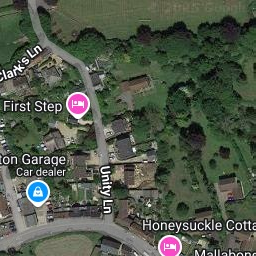 Clark's Ln
First Step
ton Garage
Car dealer
Unity Ln
Honeysuckle Cotta
Mallabone